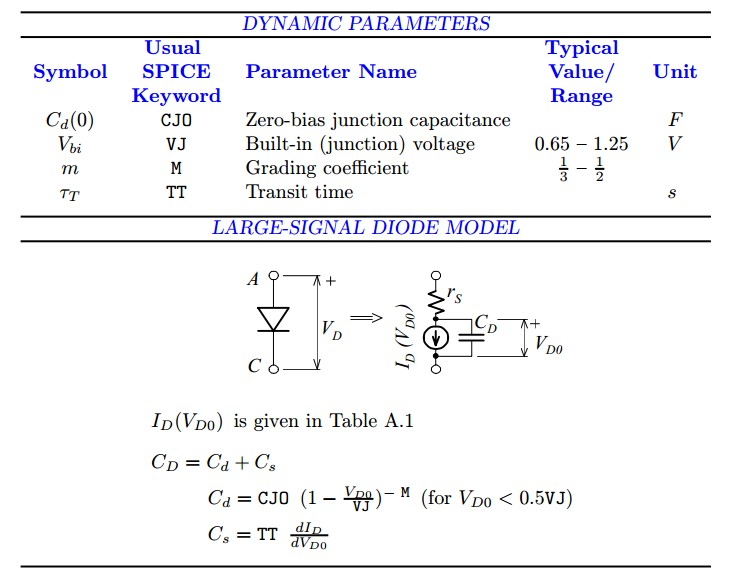 DYNAMIC PARAMETERS
Symbol Usual SPICE Keyword Parameter Name Typical Value/ Range Unit
C_d(0) CJO Zero-bias junction capacitance F
V_bi VJ Built-in (junction) voltage 0.65 – 1.25 V
m M Grading coefficient 1/3 – 1/2
τ_T TT Transit time s
LARGE-SIGNAL DIODE MODEL
A + V_D C ⟹ I_D (V_D0) r_S C_D + V_D0
I_D(V_D0) is given in Table A.1
C_D = C_d + C_s
C_d = CJO (1 − V_D0/VJ)^− M (for V_D0 < 0.5VJ)
C_s = TT dI_D/dV_D0